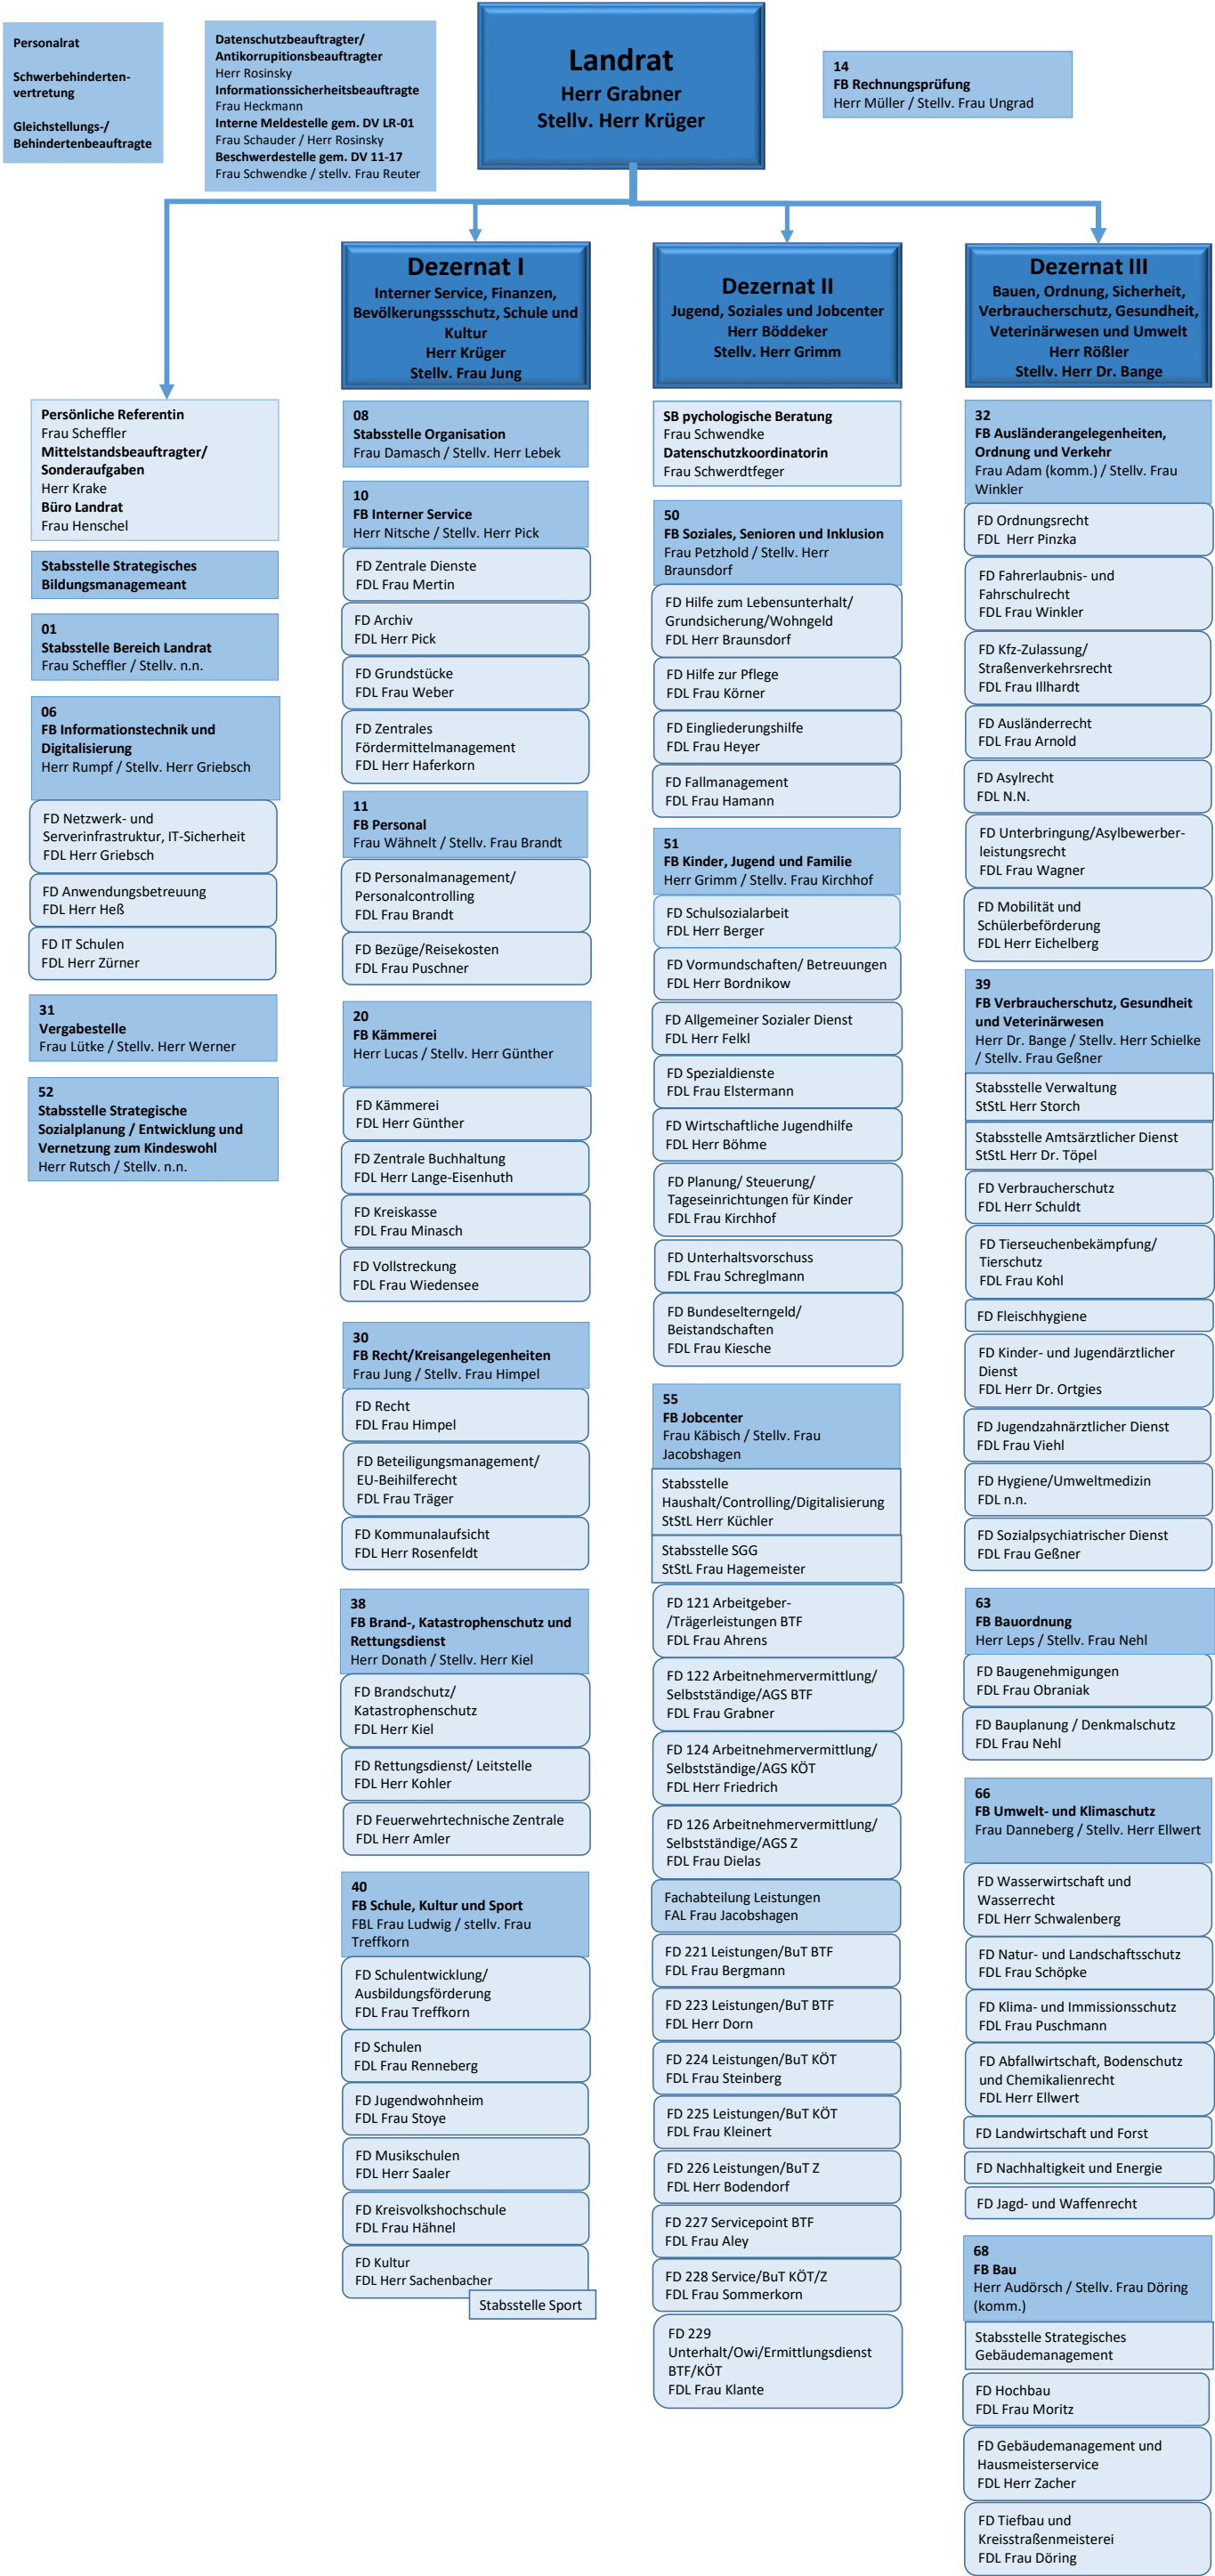 Personalrat
Schwerbehinderten-
vertretung
Gleichstellungs-/
Behindertenbeauftragte
Datenschutzbeauftragter/
Antikorrupitionsbeauftragter
Herr Rosinsky
Informationssicherheitsbeauftragte
Frau Heckmann
Interne Meldestelle gem. DV LR-01
Frau Schauder / Herr Rosinsky
Beschwerdestelle gem. DV 11-17
Frau Schwendke / stellv. Frau Reuter
Landrat
Herr Grabner
Stellv. Herr Krüger
14
FB Rechnungsprüfung
Herr Müller / Stellv. Frau Ungrad
Persönliche Referentin
Frau Scheffler
Mittelstandsbeauftragter/
Sonderaufgaben
Herr Krake
Büro Landrat
Frau Henschel
Stabsstelle Strategisches
Bildungsmanagemeant
01
Stabsstelle Bereich Landrat
Frau Scheffler / Stellv. n.n.
06
FB Informationstechnik und
Digitalisierung
Herr Rumpf / Stellv. Herr Griebsch
FD Netzwerk- und
Serverinfrastruktur, IT-Sicherheit
FDL Herr Griebsch
FD Anwendungsbetreuung
FDL Herr Heß
FD IT Schulen
FDL Herr Zürner
31
Vergabestelle
Frau Lütke / Stellv. Herr Werner
52
Stabsstelle Strategische
Sozialplanung / Entwicklung und
Vernetzung zum Kindeswohl
Herr Rutsch / Stellv. n.n.
Dezernat I
Interner Service, Finanzen,
Bevölkerungssschutz, Schule und
Kultur
Herr Krüger
Stellv. Frau Jung
08
Stabsstelle Organisation
Frau Damasch / Stellv. Herr Lebek
10
FB Interner Service
Herr Nitsche / Stellv. Herr Pick
FD Zentrale Dienste
FDL Frau Mertin
FD Archiv
FDL Herr Pick
FD Grundstücke
FDL Frau Weber
FD Zentrales
Fördermittelmanagement
FDL Herr Haferkorn
11
FB Personal
Frau Wähnelt / Stellv. Frau Brandt
FD Personalmanagement/
Personalcontrolling
FDL Frau Brandt
FD Bezüge/Reisekosten
FDL Frau Puschner
20
FB Kämmerei
Herr Lucas / Stellv. Herr Günther
FD Kämmerei
FDL Herr Günther
FD Zentrale Buchhaltung
FDL Herr Lange-Eisenhuth
FD Kreiskasse
FDL Frau Minasch
FD Vollstreckung
FDL Frau Wiedensee
30
FB Recht/Kreisangelegenheiten
Frau Jung / Stellv. Frau Himpel
FD Recht
FDL Frau Himpel
FD Beteiligungsmanagement/
EU-Beihilferecht
FDL Frau Träger
FD Kommunalaufsicht
FDL Herr Rosenfeldt
38
FB Brand-, Katastrophenschutz und
Rettungsdienst
Herr Donath / Stellv. Herr Kiel
FD Brandschutz/
Katastrophenschutz
FDL Herr Kiel
FD Rettungsdienst/ Leitstelle
FDL Herr Kohler
FD Feuerwehrtechnische Zentrale
FDL Herr Amler
40
FB Schule, Kultur und Sport
FBL Frau Ludwig / stellv. Frau
Treffkorn
FD Schulentwicklung/
Ausbildungsförderung
FDL Frau Treffkorn
FD Schulen
FDL Frau Renneberg
FD Jugendwohnheim
FDL Frau Stoye
FD Musikschulen
FDL Herr Saaler
FD Kreisvolkshochschule
FDL Frau Hähnel
FD Kultur
FDL Herr Sachenbacher
Stabsstelle Sport
Dezernat II
Jugend, Soziales und Jobcenter
Herr Böddeker
Stellv. Herr Grimm
SB pychologische Beratung
Frau Schwendke
Datenschutzkoordinatorin
Frau Schwerdtfeger
50
FB Soziales, Senioren und Inklusion
Frau Petzhold / Stellv. Herr
Braunsdorf
FD Hilfe zum Lebensunterhalt/
Grundsicherung/Wohngeld
FDL Herr Braunsdorf
FD Hilfe zur Pflege
FDL Frau Körner
FD Eingliederungshilfe
FDL Frau Heyer
FD Fallmanagement
FDL Frau Hamann
51
FB Kinder, Jugend und Familie
Herr Grimm / Stellv. Frau Kirchhof
FD Schulsozialarbeit
FDL Herr Berger
FD Vormundschaften/ Betreuungen
FDL Herr Bordnikow
FD Allgemeiner Sozialer Dienst
FDL Herr Felkl
FD Spezialdienste
FDL Frau Elstermann
FD Wirtschaftliche Jugendhilfe
FDL Herr Böhme
FD Planung/ Steuerung/
Tageseinrichtungen für Kinder
FDL Frau Kirchhof
FD Unterhaltsvorschuss
FDL Frau Schreglmann
FD Bundeselterngeld/
Beistandschaften
FDL Frau Kiesche
55
FB Jobcenter
Frau Käbisch / Stellv. Frau
Jacobshagen
Stabsstelle
Haushalt/Controlling/Digitalisierung
StStL Herr Küchler
Stabsstelle SGG
StStL Frau Hagemeister
FD 121 Arbeitgeber-
/Trägerleistungen BTF
FDL Frau Ahrens
FD 122 Arbeitnehmervermittlung/
Selbstständige/AGS BTF
FDL Frau Grabner
FD 124 Arbeitnehmervermittlung/
Selbstständige/AGS KÖT
FDL Herr Friedrich
FD 126 Arbeitnehmervermittlung/
Selbstständige/AGS Z
FDL Frau Dielas
Fachabteilung Leistungen
FAL Frau Jacobshagen
FD 221 Leistungen/BuT BTF
FDL Frau Bergmann
FD 223 Leistungen/BuT BTF
FDL Herr Dorn
FD 224 Leistungen/BuT KÖT
FDL Frau Steinberg
FD 225 Leistungen/BuT KÖT
FDL Frau Kleinert
FD 226 Leistungen/BuT Z
FDL Herr Bodendorf
FD 227 Servicepoint BTF
FDL Frau Aley
FD 228 Service/BuT KÖT/Z
FDL Frau Sommerkorn
FD 229
Unterhalt/Owi/Ermittlungsdienst
BTF/KÖT
FDL Frau Klante
Dezernat III
Bauen, Ordnung, Sicherheit,
Verbraucherschutz, Gesundheit,
Veterinärwesen und Umwelt
Herr Rößler
Stellv. Herr Dr. Bange
32
FB Ausländerangelegenheiten,
Ordnung und Verkehr
Frau Adam (komm.) / Stellv. Frau
Winkler
FD Ordnungsrecht
FDL  Herr Pinzka
FD Fahrerlaubnis- und
Fahrschulrecht
FDL Frau Winkler
FD Kfz-Zulassung/
Straßenverkehrsrecht
FDL Frau Illhardt
FD Ausländerrecht
FDL Frau Arnold
FD Asylrecht
FDL N.N.
FD Unterbringung/Asylbewerber-
leistungsrecht
FDL Frau Wagner
FD Mobilität und
Schülerbeförderung
FDL Herr Eichelberg
39
FB Verbraucherschutz, Gesundheit
und Veterinärwesen
Herr Dr. Bange / Stellv. Herr Schielke
/ Stellv. Frau Geßner
Stabsstelle Verwaltung
StStL Herr Storch
Stabsstelle Amtsärztlicher Dienst
StStL Herr Dr. Töpel
FD Verbraucherschutz
FDL Herr Schuldt
FD Tierseuchenbekämpfung/
Tierschutz
FDL Frau Kohl
FD Fleischhygiene
FD Kinder- und Jugendärztlicher
Dienst
FDL Herr Dr. Ortgies
FD Jugendzahnärztlicher Dienst
FDL Frau Viehl
FD Hygiene/Umweltmedizin
FDL n.n.
FD Sozialpsychiatrischer Dienst
FDL Frau Geßner
63
FB Bauordnung
Herr Leps / Stellv. Frau Nehl
FD Baugenehmigungen
FDL Frau Obraniak
FD Bauplanung / Denkmalschutz
FDL Frau Nehl
66
FB Umwelt- und Klimaschutz
Frau Danneberg / Stellv. Herr Ellwert
FD Wasserwirtschaft und
Wasserrecht
FDL Herr Schwalenberg
FD Natur- und Landschaftsschutz
FDL Frau Schöpke
FD Klima- und Immissionsschutz
FDL Frau Puschmann
FD Abfallwirtschaft, Bodenschutz
und Chemikalienrecht
FDL Herr Ellwert
FD Landwirtschaft und Forst
FD Nachhaltigkeit und Energie
FD Jagd- und Waffenrecht
68
FB Bau
Herr Audörsch / Stellv. Frau Döring
(komm.)
Stabsstelle Strategisches
Gebäudemanagement
FD Hochbau
FDL Frau Moritz
FD Gebäudemanagement und
Hausmeisterservice
FDL Herr Zacher
FD Tiefbau und
Kreisstraßenmeisterei
FDL Frau Döring